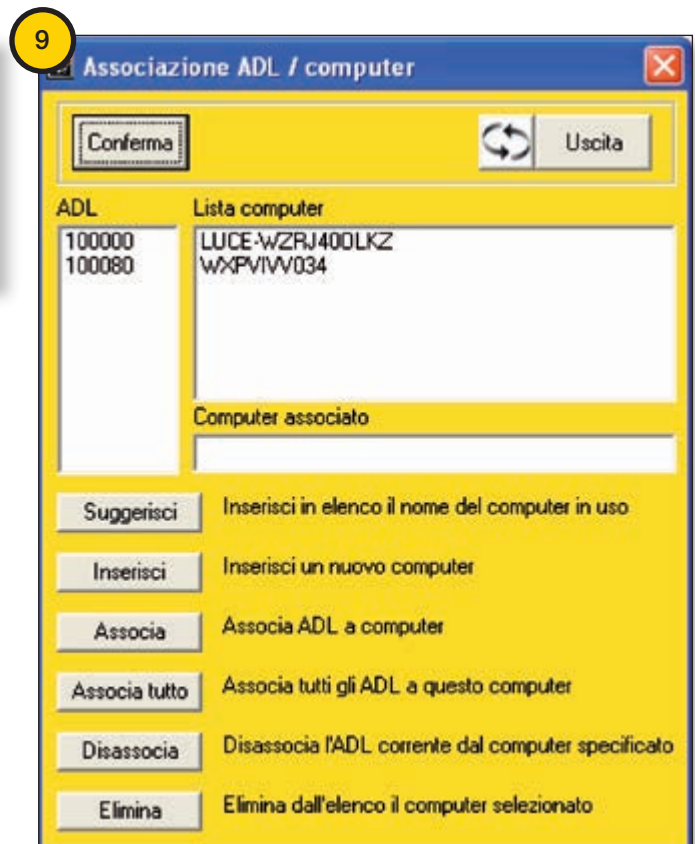 9
Associazione ADL / computer
Conferma
Uscita
ADL
Lista computer
100000
LUCE-WZRJ40DLKZ
100080
WXPVIVV034
Computer associato
Suggerisci
Inserisci in elenco il nome del computer in uso
Inserisci
Inserisci un nuovo computer
Associa
Associa ADL a computer
Associa tutto
Associa tutti gli ADL a questo computer
Disassocia
Disassocia l'ADL corrente dal computer specificato
Elimina
Elimina dall'elenco il computer selezionato